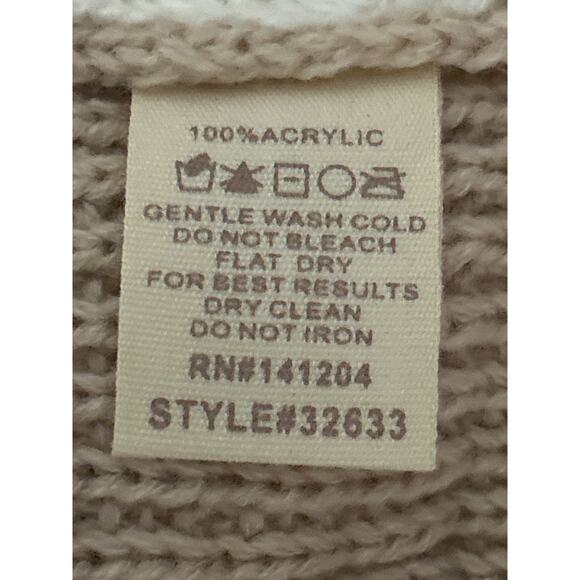 100%ACRYLIC
GENTLE WASH COLD
DO NOT BLEACH
FLAT DRY
FOR BEST RESULTS
DRY CLEAN
DO NOT IRON
RN#141204
STYLE#32633